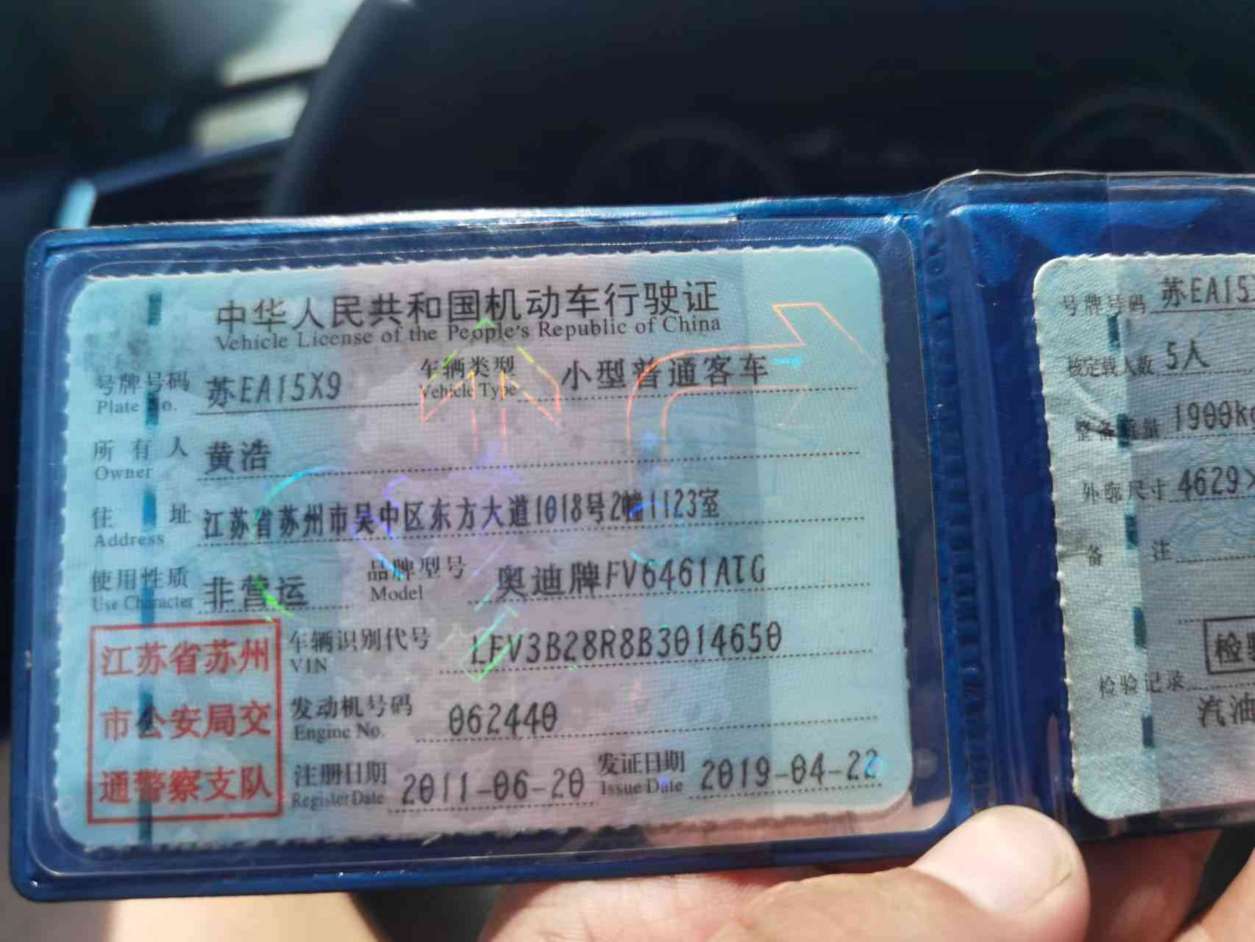 中华人民共和国机动车行驶证
Vehicle License of the People's Republic of China
号牌号码 苏EA15X9 车辆类型 小型普通客车
Plate No. Vehicle Type
所有人 黄浩
Owner
住址 江苏省苏州市吴中区东方大道1018号2幢1123室
Address
使用性质 非营运 品牌型号 奥迪牌FV6461ATG
Use Character Model
江苏省苏州
市公安局交
通警察支队
车辆识别代号 LFV3B28R8B3014650
VIN
发动机号码 062440
Engine No.
注册日期 2011-06-20 发证日期 2019-04-22
Register Date Issue Date
号牌号码 苏EA15
核定载人数 5人
整备质量 1900k
外廓尺寸 4629×
备注
检验记录
检
汽油